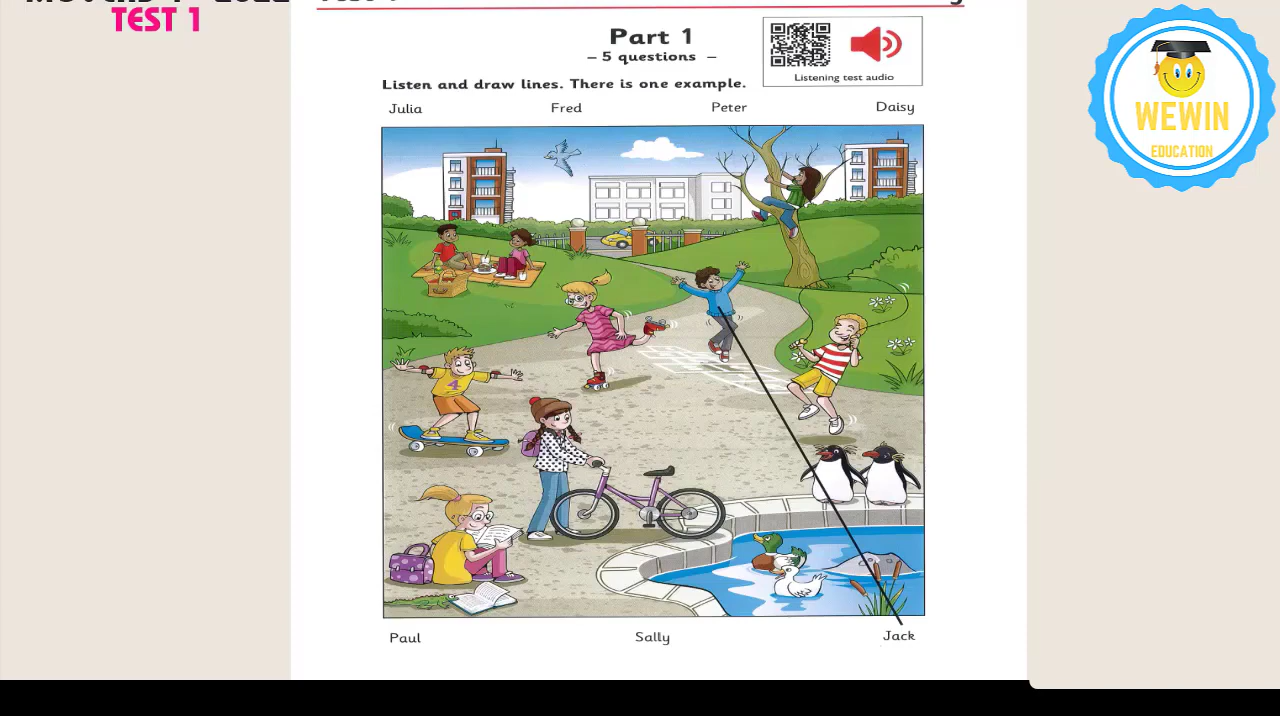 TEST 1
Part 1
– 5 questions –
Listening test audio
Listen and draw lines. There is one example.
Julia Fred Peter Daisy
4
Paul Sally Jack
WEWIN
EDUCATION